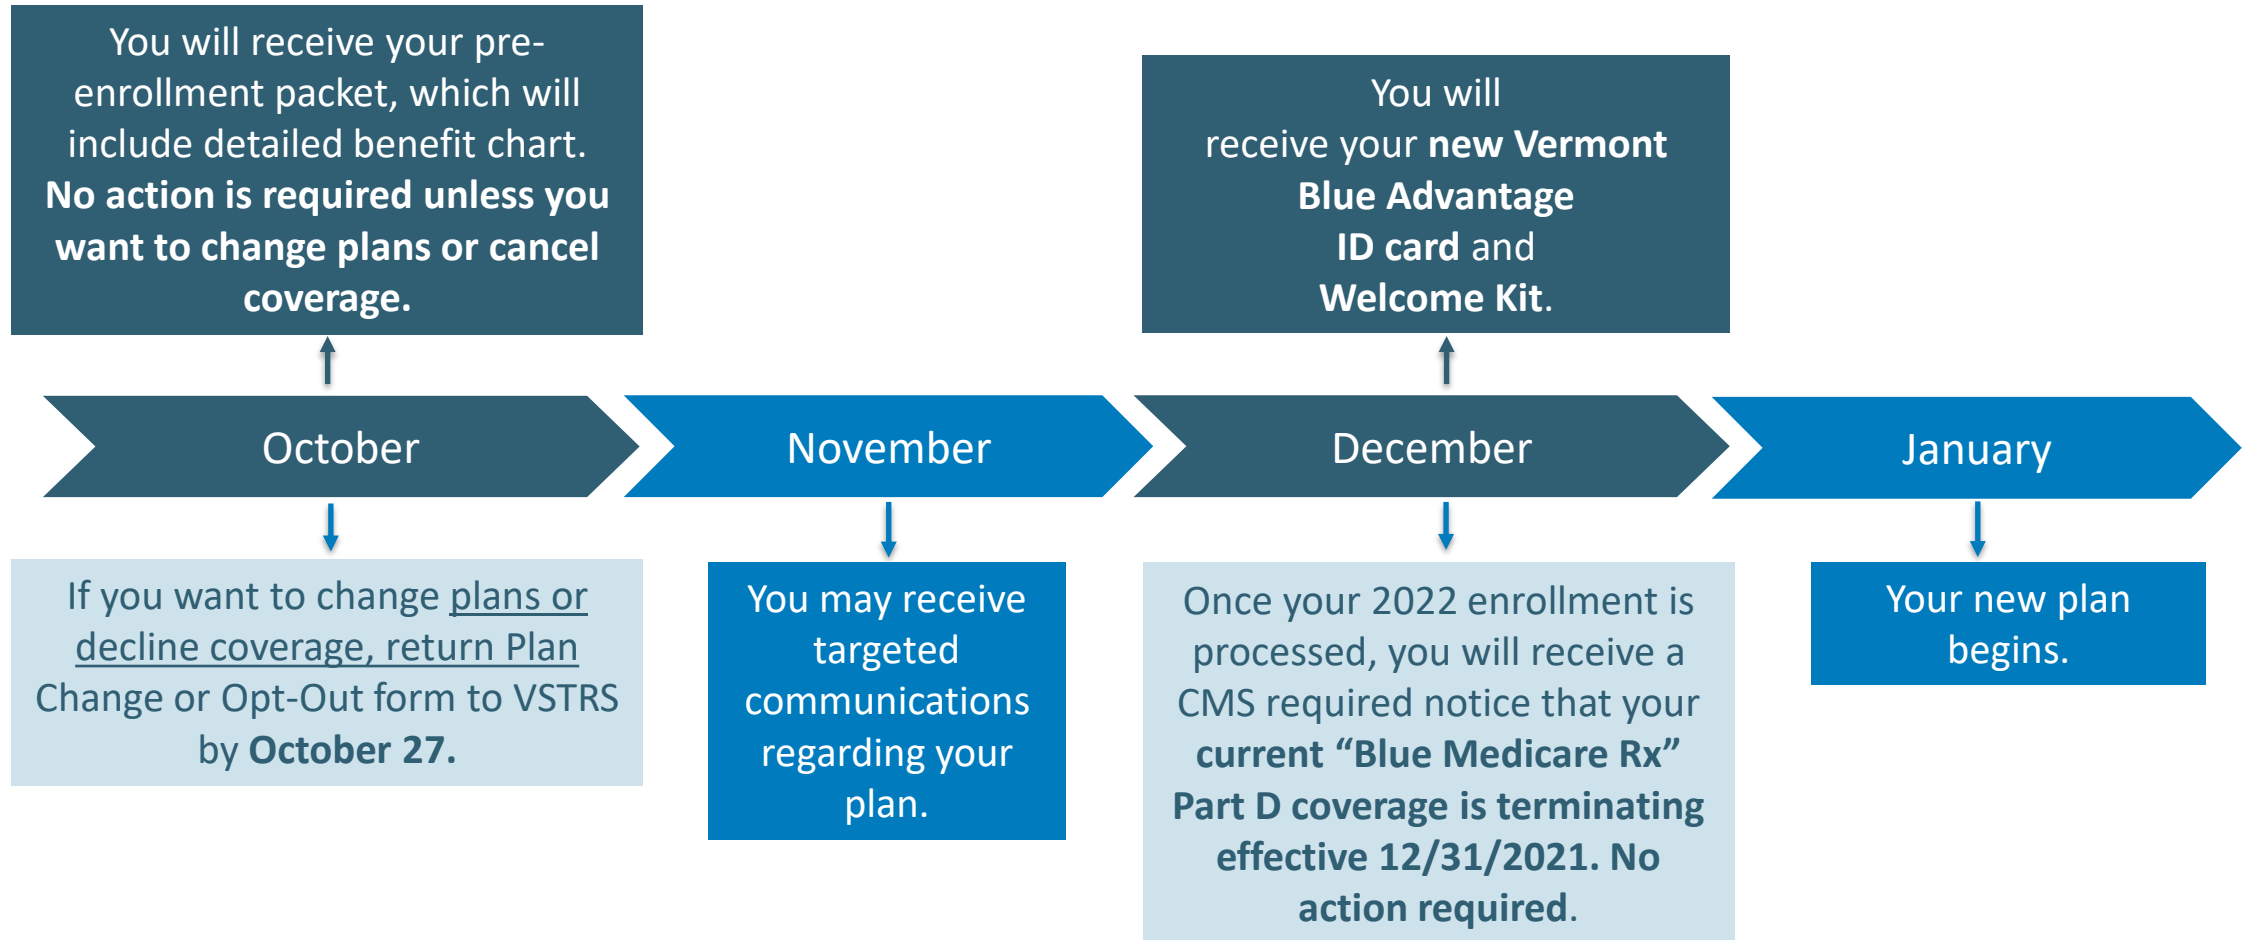 You will receive your pre-
enrollment packet, which will
include detailed benefit chart.
No action is required unless you
want to change plans or cancel
coverage.
You will
receive your new Vermont
Blue Advantage
ID card and
Welcome Kit.
October
November
December
January
If you want to change plans or
decline coverage, return Plan
Change or Opt-Out form to VSTRS
by October 27.
You may receive
targeted
communications
regarding your
plan.
Once your 2022 enrollment is
processed, you will receive a
CMS required notice that your
current “Blue Medicare Rx”
Part D coverage is terminating
effective 12/31/2021. No
action required.
Your new plan
begins.